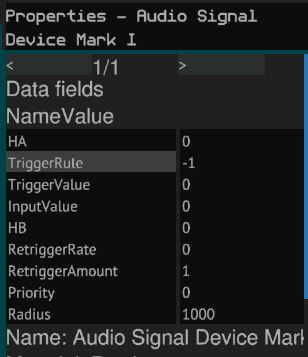 Properties - Audio Signal
Device Mark I
< 1/1 >
Data fields
NameValue
HA 0
TriggerRule -1
TriggerValue 0
InputValue 0
HB 0
RetriggerRate 0
RetriggerAmount 1
Priority 0
Radius 1000
Name: Audio Signal Device Mark